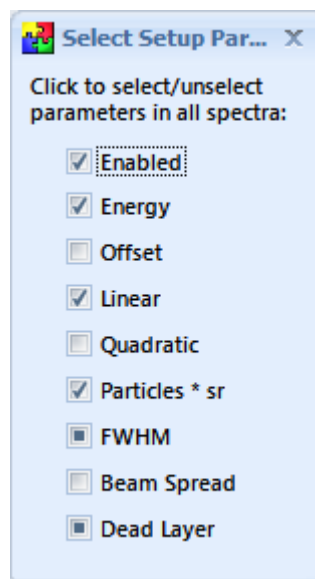 Select Setup Par... X
Click to select/unselect
parameters in all spectra:
Enabled
Energy
Offset
Linear
Quadratic
Particles * sr
FWHM
Beam Spread
Dead Layer